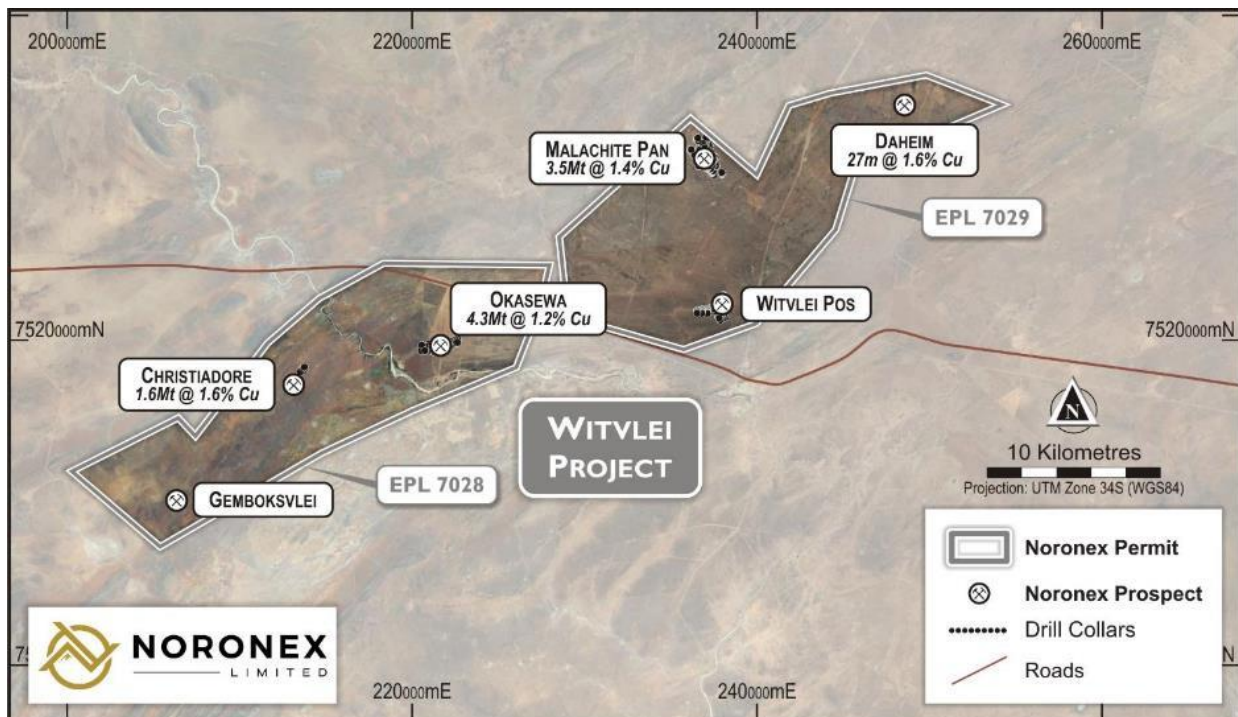 200000mE
220000mE
240000mE
260000mE
MALACHITE PAN
3.5Mt @ 1.4% Cu
DAHEIM
27m @ 1.6% Cu
EPL 7029
OKASEWA
4.3Mt @ 1.2% Cu
WITVLEI POS
7520000mN
7520000mN
CHRISTIADORE
1.6Mt @ 1.6% Cu
WITVLEI
PROJECT
N
10 Kilometres
Projection: UTM Zone 34S (WGS84)
EPL 7028
GEMBOKSVLEI
Noronex Permit
Noronex Prospect
Drill Collars
Roads
NORONEX
LIMITED
220000mE
240000mE